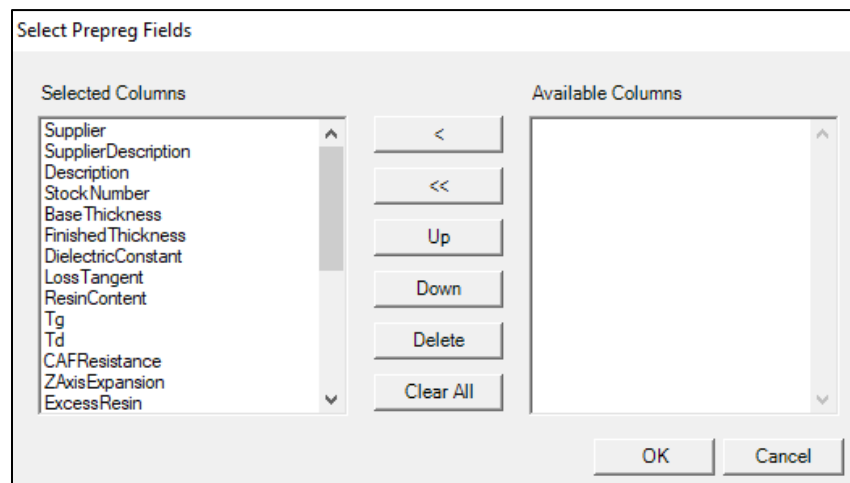 Select Prepreg Fields
Selected Columns
Supplier
SupplierDescription
Description
StockNumber
BaseThickness
FinishedThickness
DielectricConstant
LossTangent
ResinContent
Tg
Td
CAFResistance
ZAxisExpansion
ExcessResin
<
<<
Up
Down
Delete
Clear All
Available Columns
OK
Cancel